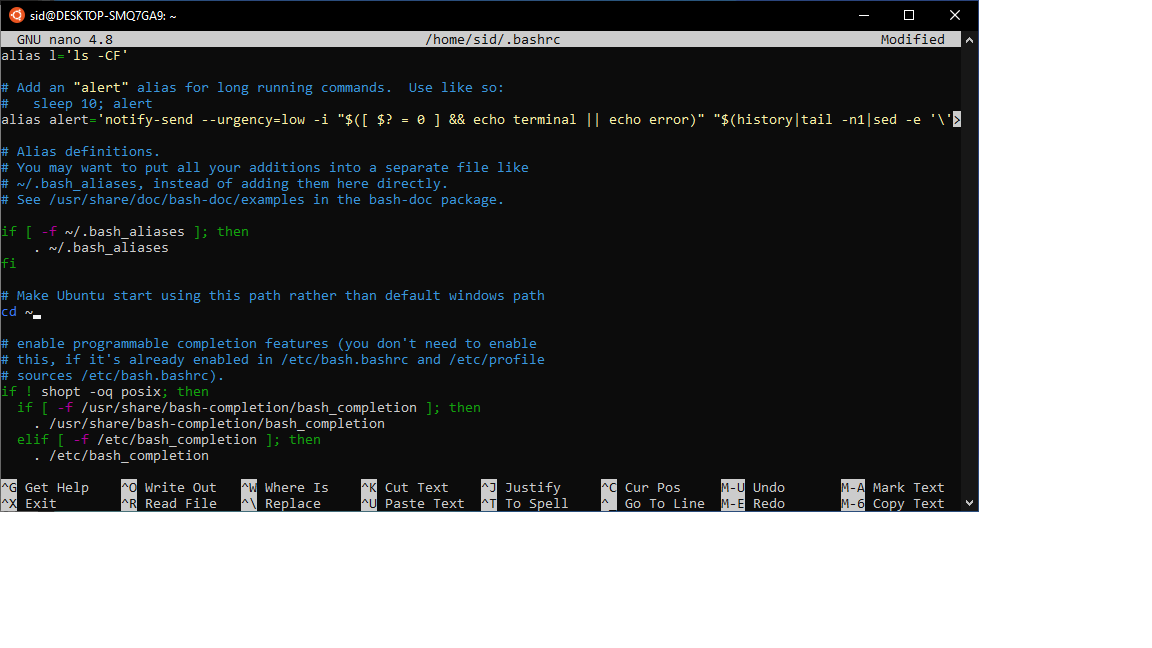 sid@DESKTOP-SMQ7GA9: ~
GNU nano 4.8 /home/sid/.bashrc Modified
alias l='ls -CF'
# Add an "alert" alias for long running commands.  Use like so:
#   sleep 10; alert
alias alert='notify-send --urgency=low -i "$([ $? = 0 ] && echo terminal || echo error)" "$(history|tail -n1|sed -e '\'>
# Alias definitions.
# You may want to put all your additions into a separate file like
# ~/.bash_aliases, instead of adding them here directly.
# See /usr/share/doc/bash-doc/examples in the bash-doc package.
if [ -f ~/.bash_aliases ]; then
    . ~/.bash_aliases
fi
# Make Ubuntu start using this path rather than default windows path
cd ~
# enable programmable completion features (you don't need to enable
# this, if it's already enabled in /etc/bash.bashrc and /etc/profile
# sources /etc/bash.bashrc).
if ! shopt -oq posix; then
  if [ -f /usr/share/bash-completion/bash_completion ]; then
    . /usr/share/bash-completion/bash_completion
  elif [ -f /etc/bash_completion ]; then
    . /etc/bash_completion
^G Get Help ^O Write Out ^W Where Is ^K Cut Text ^J Justify ^C Cur Pos M-U Undo M-A Mark Text
^X Exit ^R Read File ^\ Replace ^U Paste Text ^T To Spell ^_ Go To Line M-E Redo M-6 Copy Text